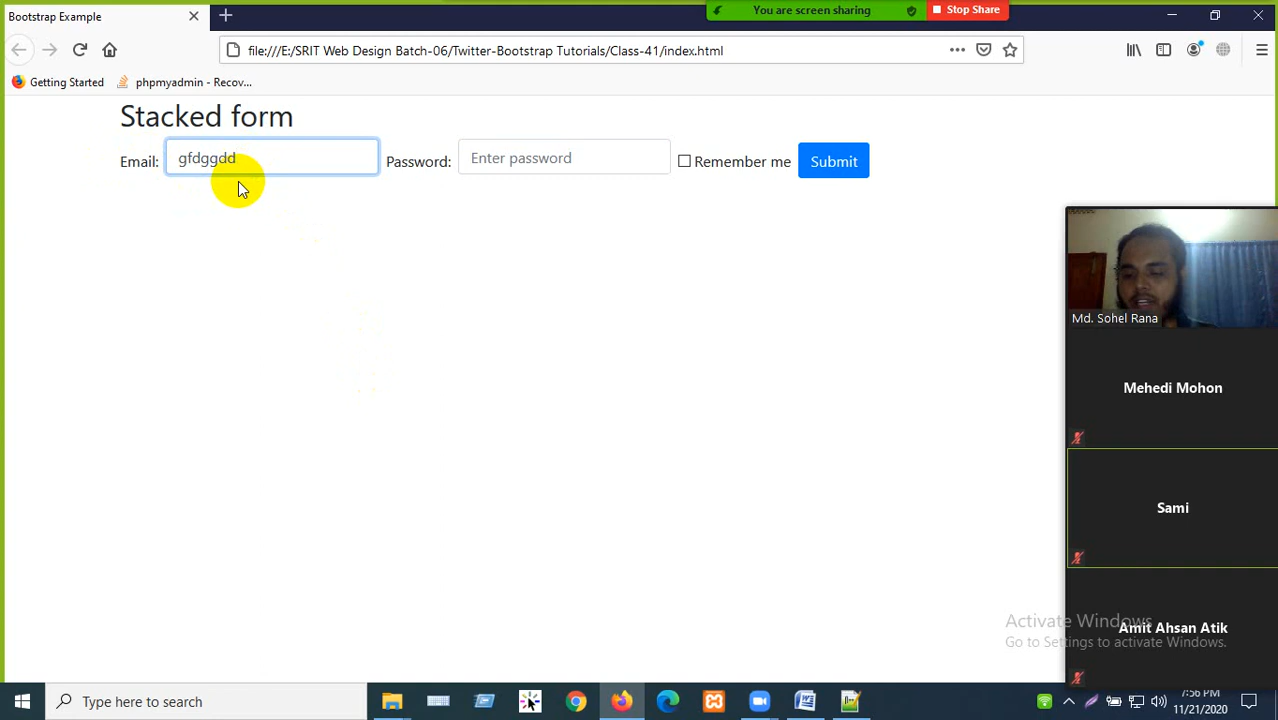 Bootstrap Example
You are screen sharing
Stop Share
file:///E:/SRIT Web Design Batch-06/Twitter-Bootstrap Tutorials/Class-41/index.html
Getting Started
phpmyadmin - Recov...
Stacked form
Email: gfdggdd Password: Enter password Remember me Submit
Md. Sohel Rana
Mehedi Mohon
Sami
Amit Ahsan Atik
Activate Windows
Go to Settings to activate Windows.
Type here to search
7:56 PM
11/21/2020